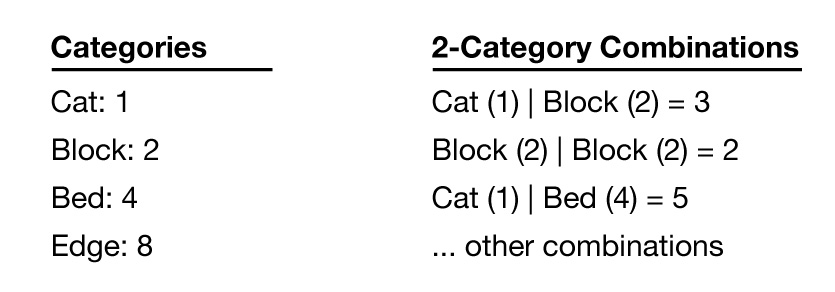 Categories
Cat: 1
Block: 2
Bed: 4
Edge: 8
2-Category Combinations
Cat (1) | Block (2) = 3
Block (2) | Block (2) = 2
Cat (1) | Bed (4) = 5
... other combinations